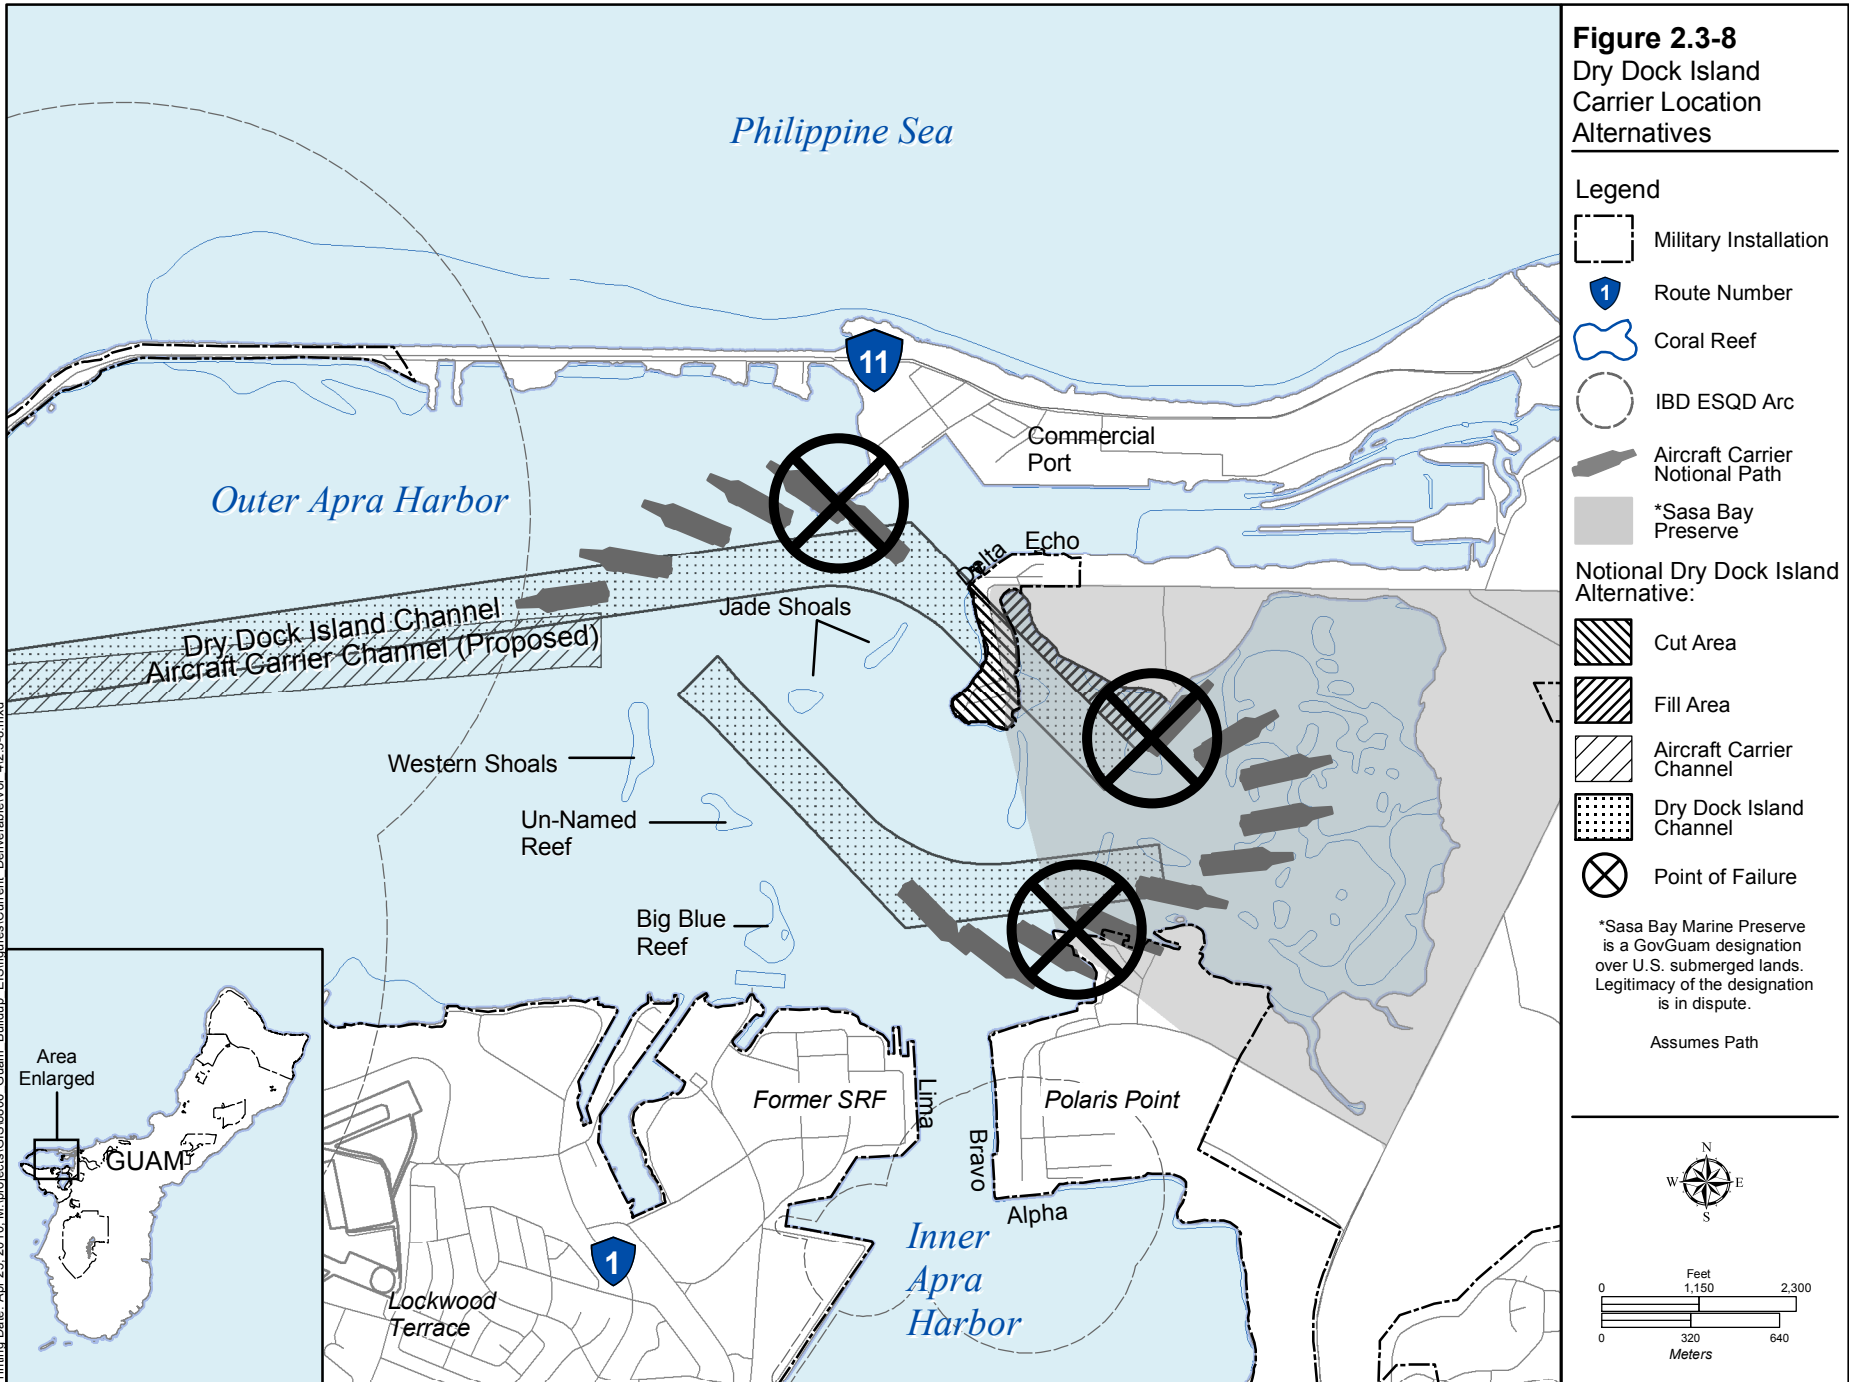 Philippine Sea
11
Commercial
Port
Outer Apra Harbor
Delta
Echo
Dry Dock Island Channel
Aircraft Carrier Channel (Proposed)
Jade Shoals
Western Shoals
Un-Named
Reef
Big Blue
Reef
Former SRF
Lima
Polaris Point
Bravo
Alpha
Inner
Apra
Harbor
1
Lockwood
Terrace
Area
Enlarged
GUAM
Figure 2.3-8
Dry Dock Island
Carrier Location
Alternatives
Legend
Military Installation
1
Route Number
Coral Reef
IBD ESQD Arc
Aircraft Carrier
Notional Path
*Sasa Bay
Preserve
Notional Dry Dock Island
Alternative:
Cut Area
Fill Area
Aircraft Carrier
Channel
Dry Dock Island
Channel
Point of Failure
*Sasa Bay Marine Preserve
is a GovGuam designation
over U.S. submerged lands.
Legitimacy of the designation
is in dispute.
Assumes Path
N
W E
S
Feet
0 1,150 2,300
0 320 640
Meters